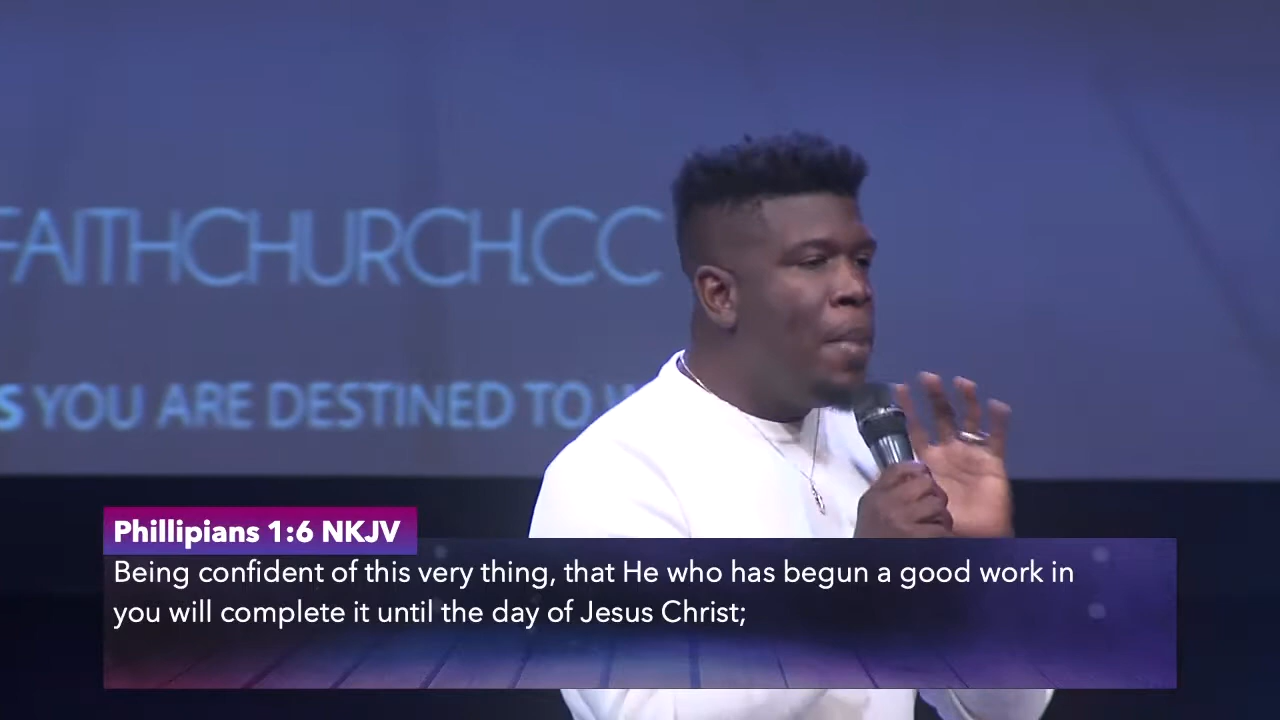 FAITHCHURCH.CC
S YOU ARE DESTINED TO
Phillipians 1:6 NKJV
Being confident of this very thing, that He who has begun a good work in
you will complete it until the day of Jesus Christ;